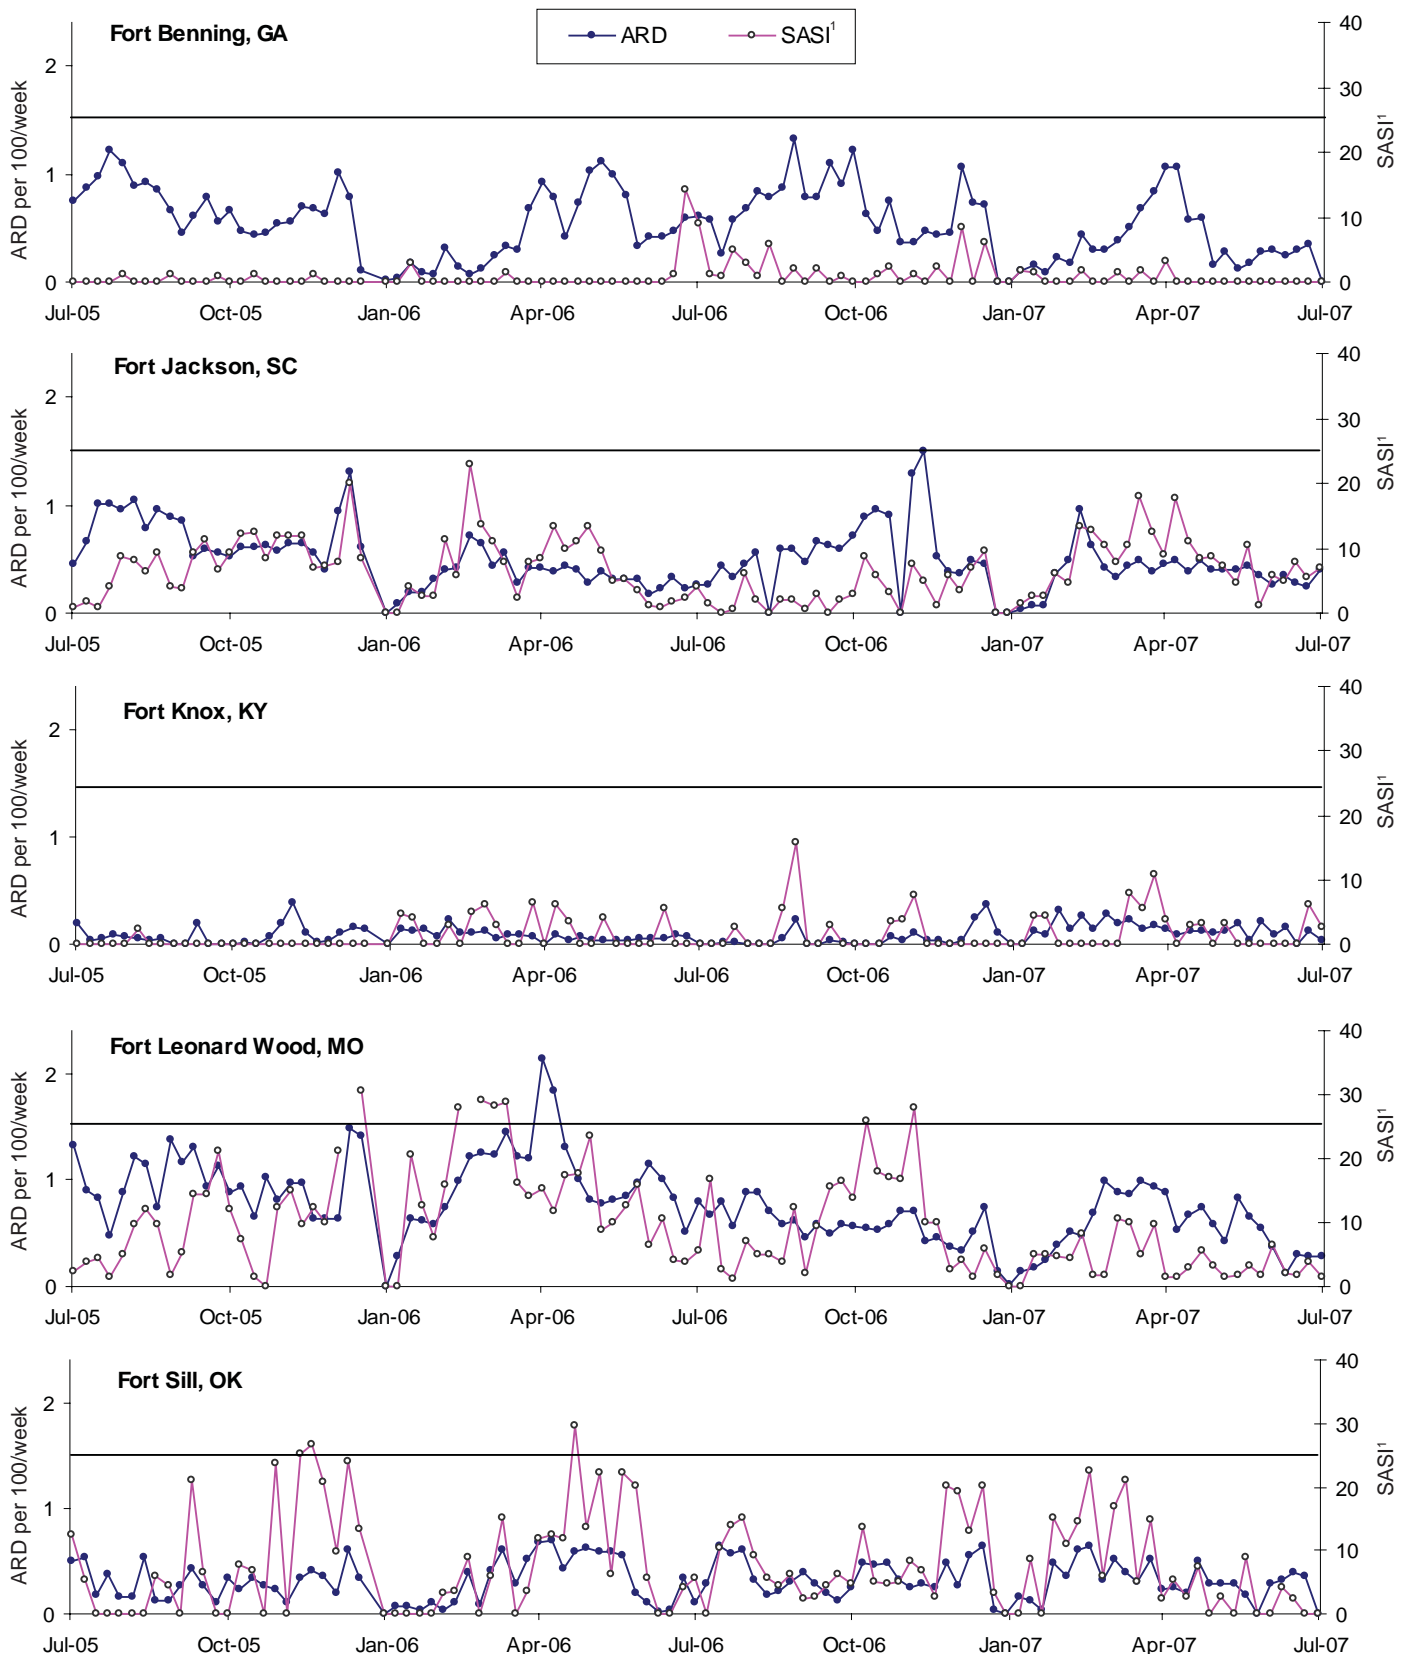 Fort Benning, GA
ARD SASI¹
ARD per 100/week
2
1
0
40
30
20
10
0
SASI¹
Jul-05 Oct-05 Jan-06 Apr-06 Jul-06 Oct-06 Jan-07 Apr-07 Jul-07
Fort Jackson, SC
ARD per 100/week
2
1
0
40
30
20
10
0
SASI¹
Jul-05 Oct-05 Jan-06 Apr-06 Jul-06 Oct-06 Jan-07 Apr-07 Jul-07
Fort Knox, KY
ARD per 100/week
2
1
0
40
30
20
10
0
SASI¹
Jul-05 Oct-05 Jan-06 Apr-06 Jul-06 Oct-06 Jan-07 Apr-07 Jul-07
Fort Leonard Wood, MO
ARD per 100/week
2
1
0
40
30
20
10
0
SASI¹
Jul-05 Oct-05 Jan-06 Apr-06 Jul-06 Oct-06 Jan-07 Apr-07 Jul-07
Fort Sill, OK
ARD per 100/week
2
1
0
40
30
20
10
0
SASI¹
Jul-05 Oct-05 Jan-06 Apr-06 Jul-06 Oct-06 Jan-07 Apr-07 Jul-07